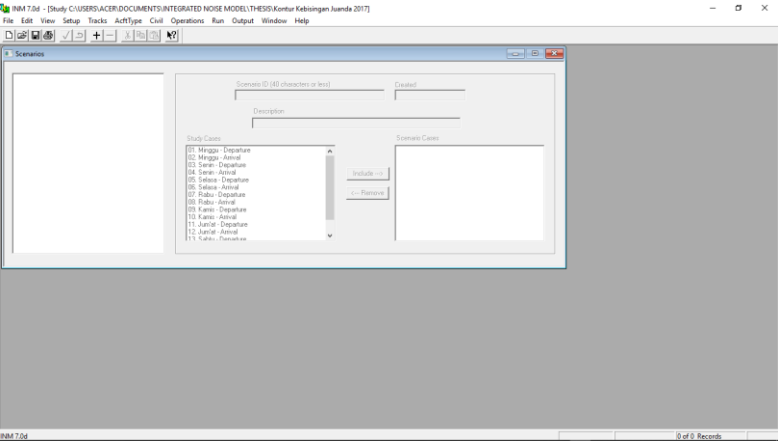 INM 7.0d - [Study C:\USERS\ACER\DOCUMENTS\INTEGRATED NOISE MODEL\THESIS\Kontur Kebisingan Juanda 2017]
File Edit View Setup Tracks AcftType Civil Operations Run Output Window Help
Scenarios
Scenario ID (40 characters or less)
Created
Description
Study Cases
Scenario Cases
01. Minggu - Departure
02. Minggu - Arrival
03. Senin - Departure
04. Senin - Arrival
05. Selasa - Departure
06. Selasa - Arrival
07. Rabu - Departure
08. Rabu - Arrival
09. Kamis - Departure
10. Kamis - Arrival
11. Jum'at - Departure
12. Jum'at - Arrival
13. Sabtu - Departure
Include -->
<-- Remove
INM 7.0d
0 of 0 Records